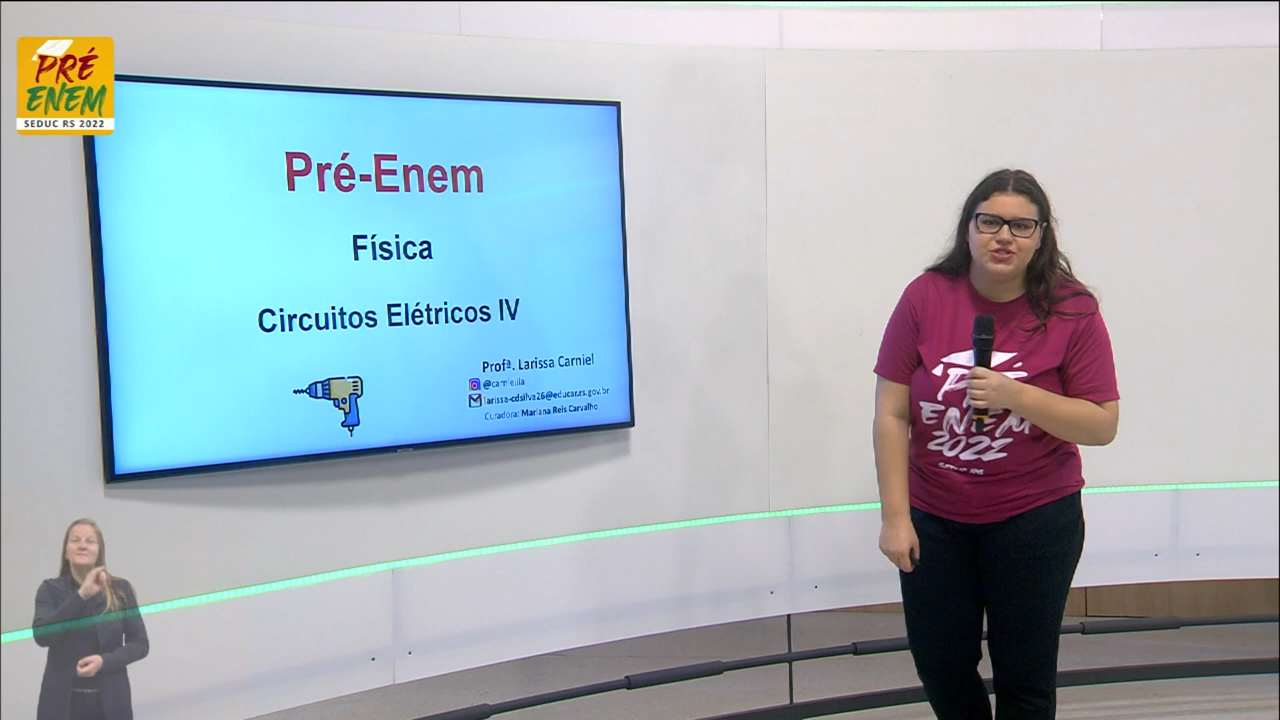 PRÉ
ENEM
SEDUC RS 2022
Pré-Enem
Física
Circuitos Elétricos IV
Profª. Larissa Carniel
larissa-cdsilva26@educar.rs.gov.br
Curadora: Mariana Reis Carvalho
PRÉ
ENEM
2022